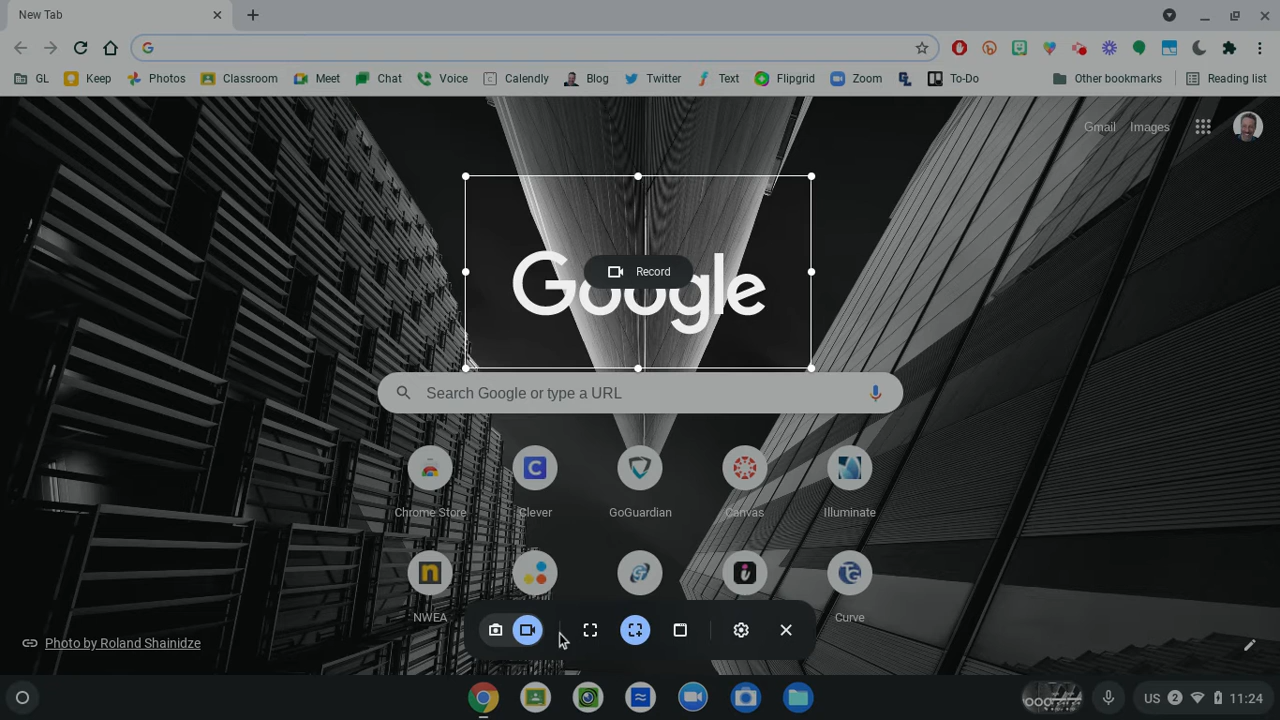 New Tab
GL Keep Photos Classroom Meet Chat Voice Calendly Blog Twitter Text Flipgrid Zoom To-Do Other bookmarks Reading list
Gmail Images
Google
Record
Search Google or type a URL
Chrome Store Clever GoGuardian Canvas Illuminate
NWEA Curve
Photo by Roland Shainidze
US 2 11:24